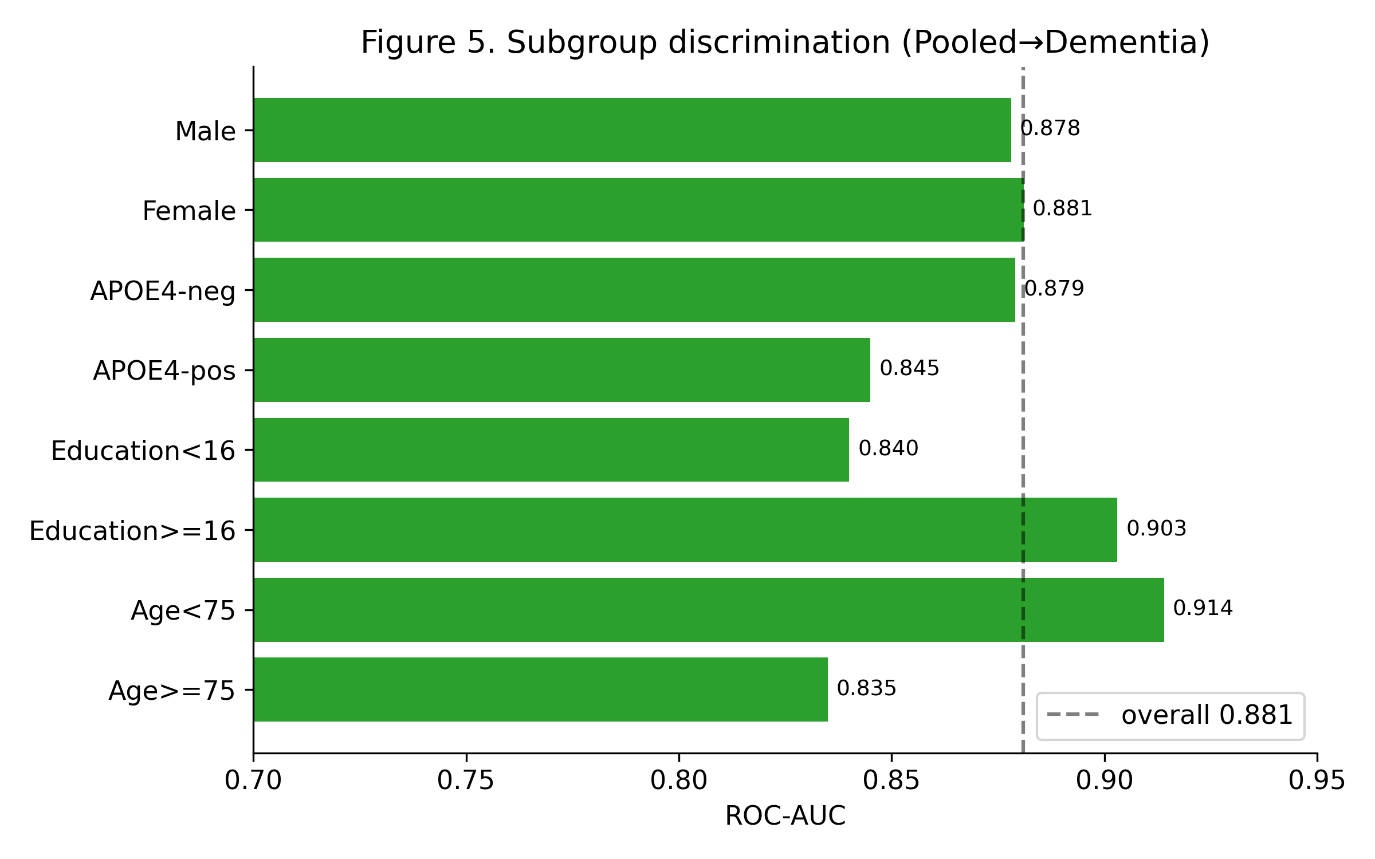 Figure 5. Subgroup discrimination (Pooled→Dementia)
Male 0.878
Female 0.881
APOE4-neg 0.879
APOE4-pos 0.845
Education<16 0.840
Education>=16 0.903
Age<75 0.914
Age>=75 0.835
overall 0.881
0.70 0.75 0.80 0.85 0.90 0.95
ROC-AUC